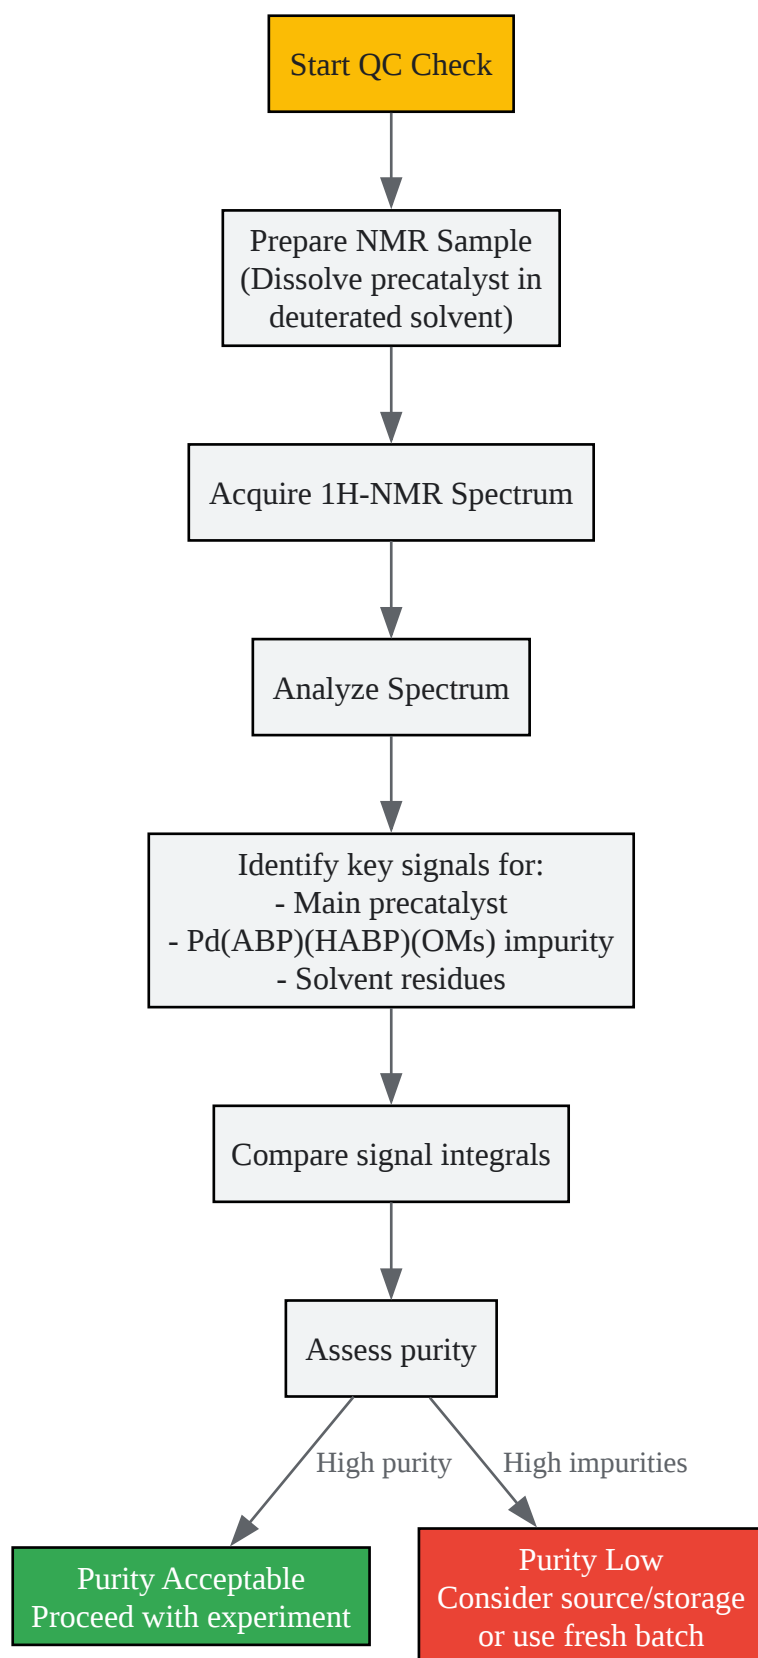 Start QC Check
Prepare NMR Sample
(Dissolve precatalyst in
deuterated solvent)
Acquire 1H-NMR Spectrum
Analyze Spectrum
Identify key signals for:
- Main precatalyst
- Pd(ABP)(HABP)(OMs) impurity
- Solvent residues
Compare signal integrals
Assess purity
High purity
High impurities
Purity Acceptable
Proceed with experiment
Purity Low
Consider source/storage
or use fresh batch